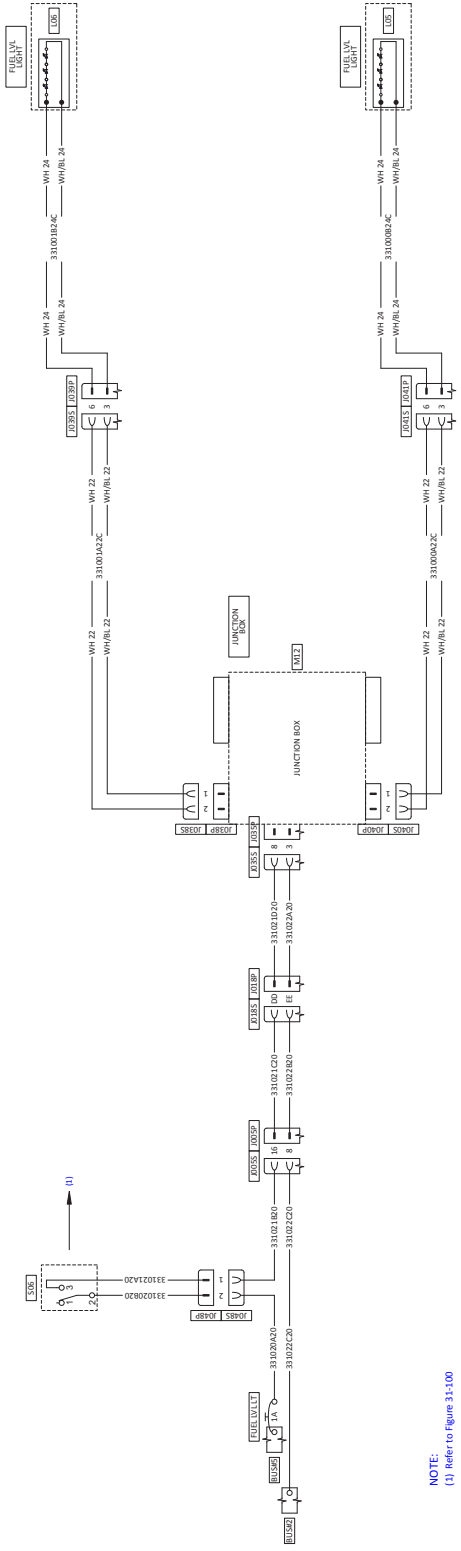 FUEL LVL
LIGHT
L06
WH 24
WH/BL 24
331001B24C
WH 24
WH/BL 24
J039S
J039P
6
3
WH 22
WH/BL 22
331001A22C
WH 22
WH/BL 22
J038S
J038P
2
1
FUEL LVL
LIGHT
L05
WH 24
WH/BL 24
331000B24C
WH 24
WH/BL 24
J041S
J041P
6
3
WH 22
WH/BL 22
331000A22C
WH 22
WH/BL 22
J040P
J040S
2
1
JUNCTION
BOX
M12
JUNCTION BOX
J035S
J035P
8
3
331021D20
331022A20
J018S
J018P
DD
EE
331021C20
331022B20
J005S
J005P
16
8
331021B20
331022C20
(1)
S06
1
3
2
331021A20
331020B20
J048P
J048S
1
2
331020A20
331022C20
FUEL LVL LT
1A
BUS#5
BUS#2
NOTE:
(1) Refer to Figure 31-100